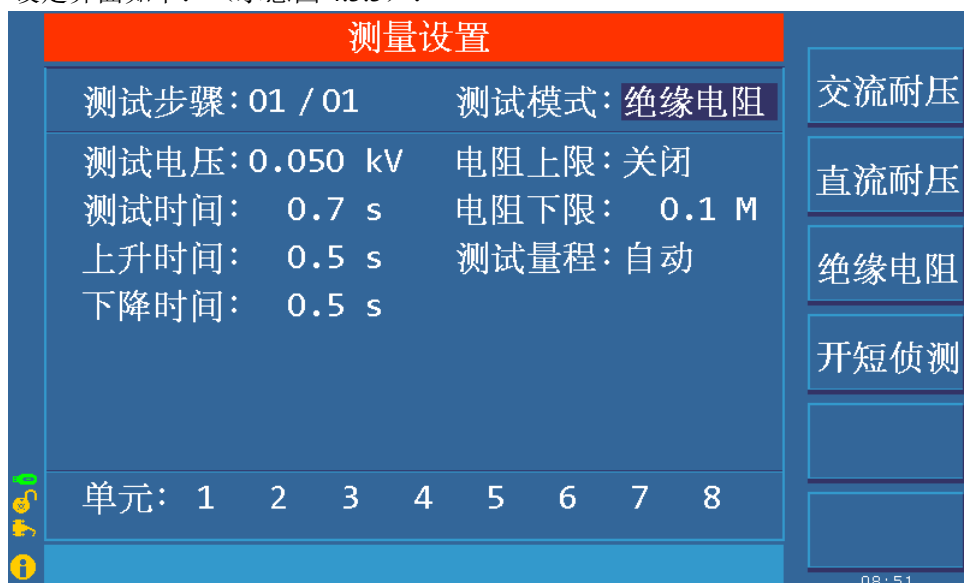 测量设置
测试步骤：01 / 01 测试模式：绝缘电阻
测试电压：0.050 kV 电阻上限：关闭
测试时间： 0.7 s 电阻下限： 0.1 M
上升时间： 0.5 s 测试量程：自动
下降时间： 0.5 s
单元： 1 2 3 4 5 6 7 8
交流耐压
直流耐压
绝缘电阻
开短侦测
08:51